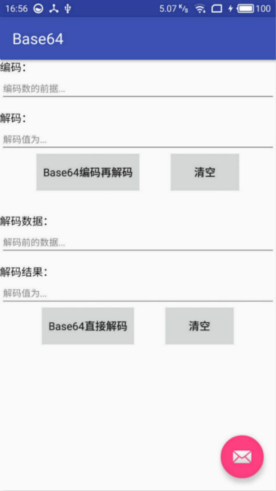 16:56 5.07 K/s 100
Base64
编码：
编码数的前据...
解码：
解码值为...
Base64编码再解码 清空
解码数据：
解码前的数据...
解码结果：
解码值为...
Base64直接解码 清空